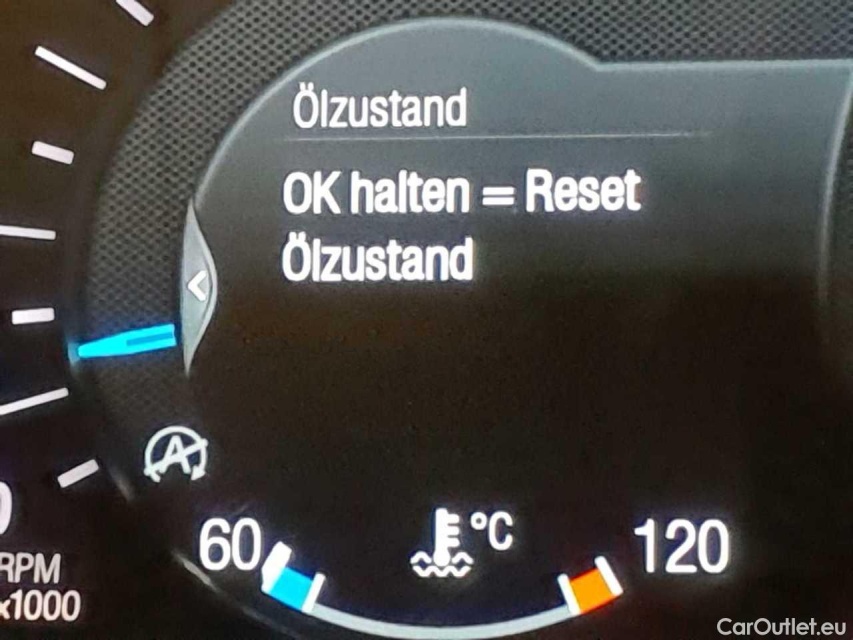 Ölzustand
OK halten = Reset
Ölzustand
<
A
60
°C
120
RPM
x1000
CarOutlet.eu